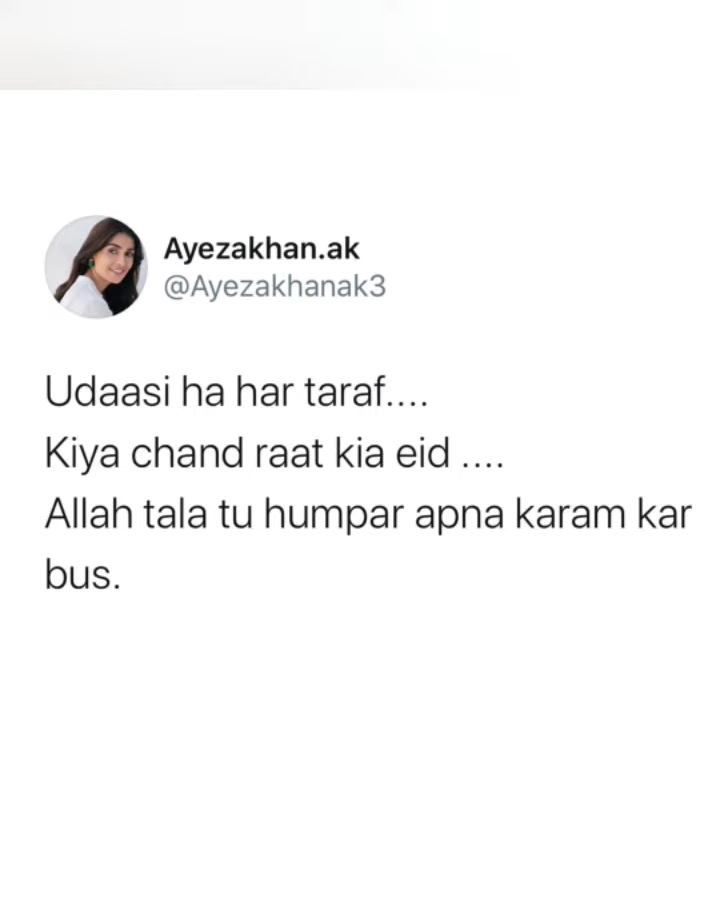 Ayezakhan.ak
@Ayezakhanak3
Udaasi ha har taraf....
Kiya chand raat kia eid ....
Allah tala tu humpar apna karam kar
bus.